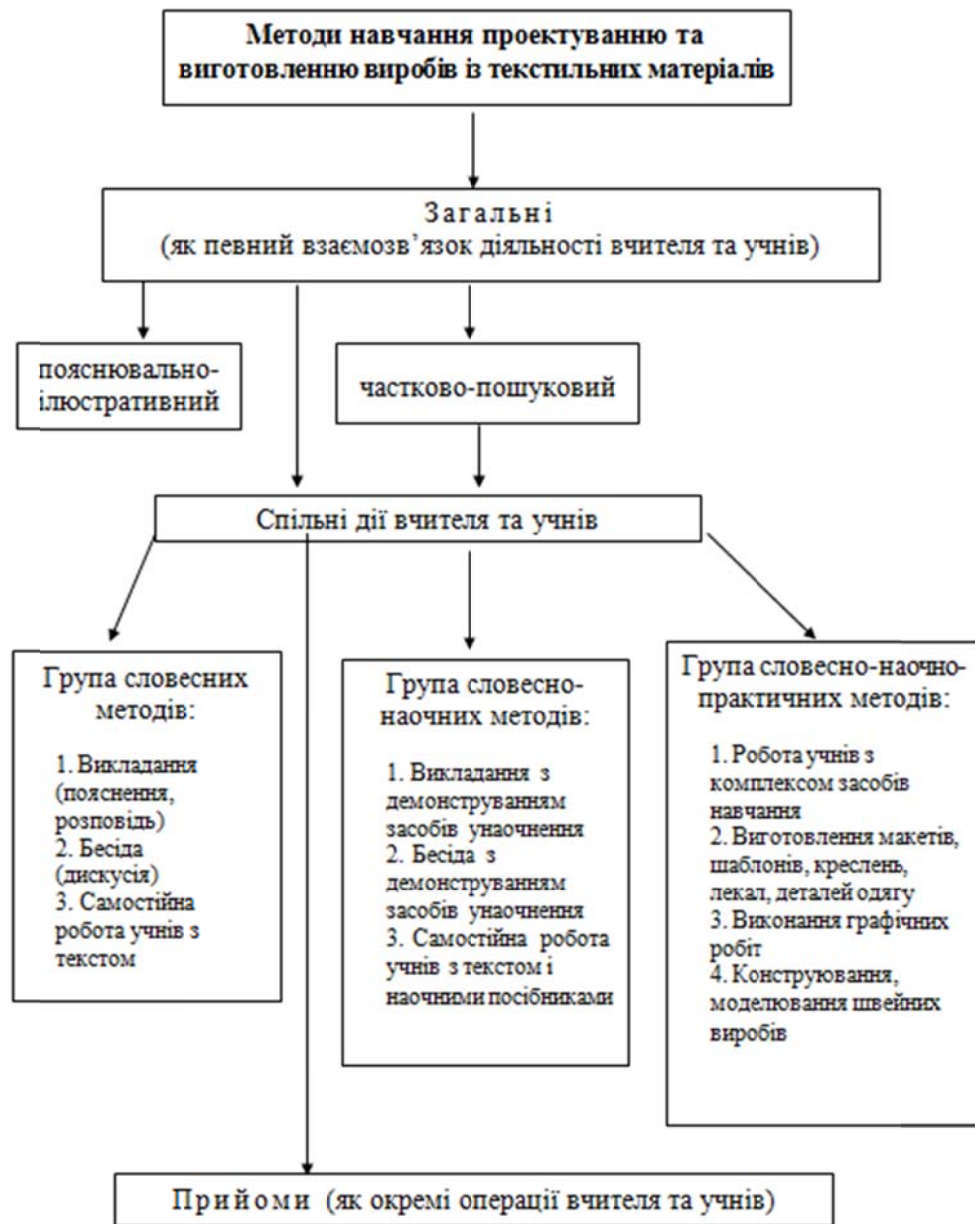 Методи навчання проектуванню та
виготовленню виробів із текстильних матеріалів
Загальні
(як певний взаємозв’язок діяльності вчителя та учнів)
пояснювально-
ілюстративний
частково-пошуковий
Спільні дії вчителя та учнів
Група словесних
методів:
1. Викладання
(пояснення,
розповідь)
2. Бесіда
(дискусія)
3. Самостійна
робота учнів з
текстом
Група словесно-
наочних методів:
1. Викладання з
демонструванням
засобів унаочнення
2. Бесіда з
демонструванням
засобів унаочнення
3. Самостійна робота
учнів з текстом і
наочними посібниками
Група словесно-наочно-
практичних методів:
1. Робота учнів з
комплексом засобів
навчання
2. Виготовлення макетів,
шаблонів, креслень,
лекал, деталей одягу
3. Виконання графічних
робіт
4. Конструювання,
моделювання швейних
виробів
Прийоми (як окремі операції вчителя та учнів)